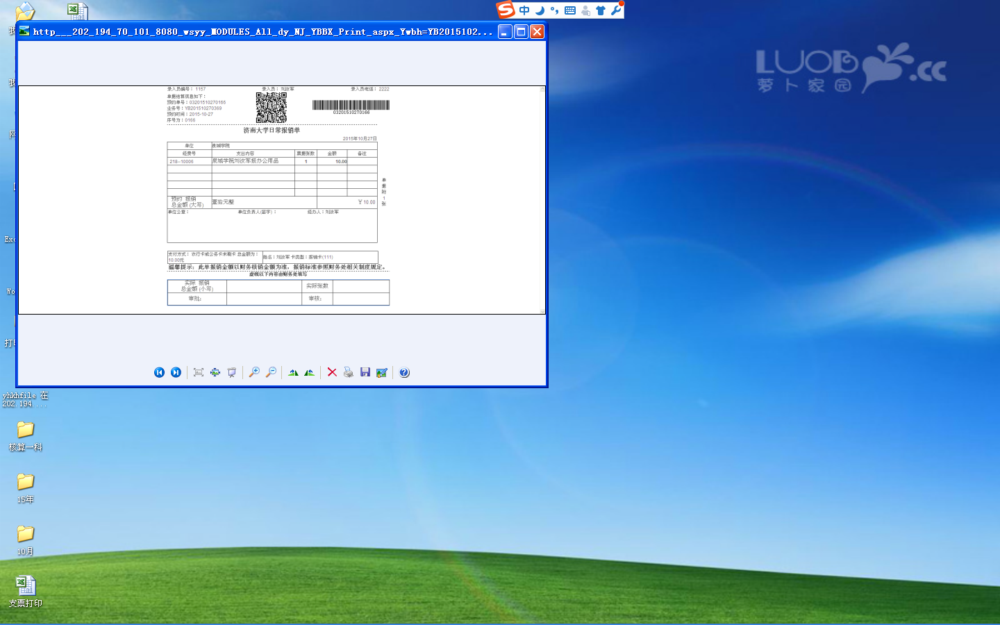 中
http___202_194_70_101_8080_wsyy_MODULES_All_dy_NJ_YBBX_Print_aspx_Ywbh=YB2015102...
LUOB.cc
萝卜家园
录入员编号： 1157 录入员： 刘汝军 录入员电话： 2222
单据结算信息如下：
预约单号：03201510270166
业务号：YB201510270369
预约时间：2015-10-27
序号为：0166
03201510270166
济南大学日常报销单
2015年10月27日
单位 泉城学院
经费号 支出内容 票据张数 金额 备注
218--10006 泉城学院刘汝军报办公用品 1 10.00
单据附1张
预约 报销
总金额 (大写) 壹拾元整 ￥10.00
单位公章： 单位负责人(签字)： 经办人：刘汝军
支付方式： 农行卡或公务卡未刷卡 总金额为：
10.00元
姓名：刘汝军 卡类型：报销卡(111)
温馨提示：此单报销金额以财务核销金额为准，报销标准参照财务处相关制度规定。
虚线以下内容由财务处填写
实际 报销
总金额 (小写) 实际张数
审批： 审核：
yhkhfile 在
202.194....
核算一科
15年
10月
支票打印